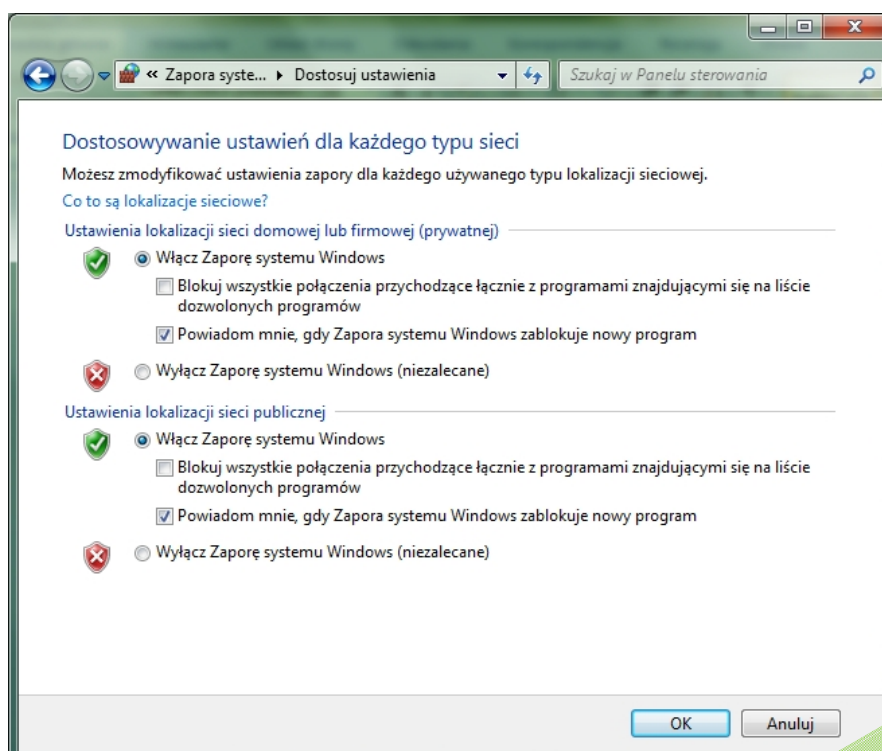 « Zapora syste... ▸ Dostosuj ustawienia
Szukaj w Panelu sterowania
Dostosowywanie ustawień dla każdego typu sieci
Możesz zmodyfikować ustawienia zapory dla każdego używanego typu lokalizacji sieciowej.
Co to są lokalizacje sieciowe?
Ustawienia lokalizacji sieci domowej lub firmowej (prywatnej)
Włącz Zaporę systemu Windows
Blokuj wszystkie połączenia przychodzące łącznie z programami znajdującymi się na liście
dozwolonych programów
Powiadom mnie, gdy Zapora systemu Windows zablokuje nowy program
Wyłącz Zaporę systemu Windows (niezalecane)
Ustawienia lokalizacji sieci publicznej
Włącz Zaporę systemu Windows
Blokuj wszystkie połączenia przychodzące łącznie z programami znajdującymi się na liście
dozwolonych programów
Powiadom mnie, gdy Zapora systemu Windows zablokuje nowy program
Wyłącz Zaporę systemu Windows (niezalecane)
OK
Anuluj